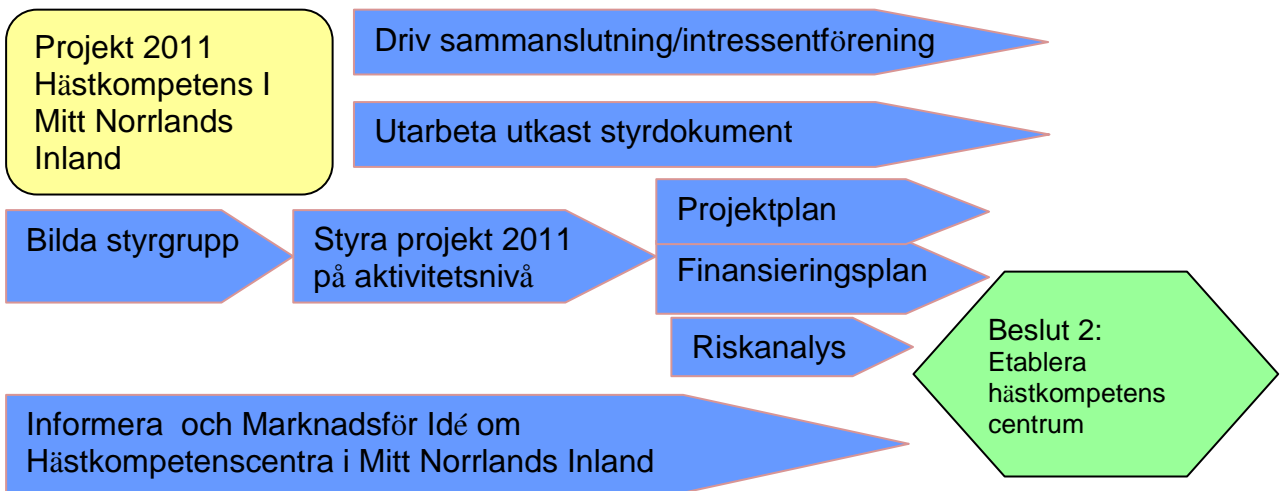 Projekt 2011
Hästkompetens I
Mitt Norrlands
Inland
Driv sammanslutning/intressentförening
Utarbeta utkast styrdokument
Bilda styrgrupp
Styra projekt 2011
på aktivitetsnivå
Projektplan
Finansieringsplan
Riskanalys
Beslut 2:
Etablera
hästkompetens
centrum
Informera och Marknadsför Idé om
Hästkompetenscentra i Mitt Norrlands Inland